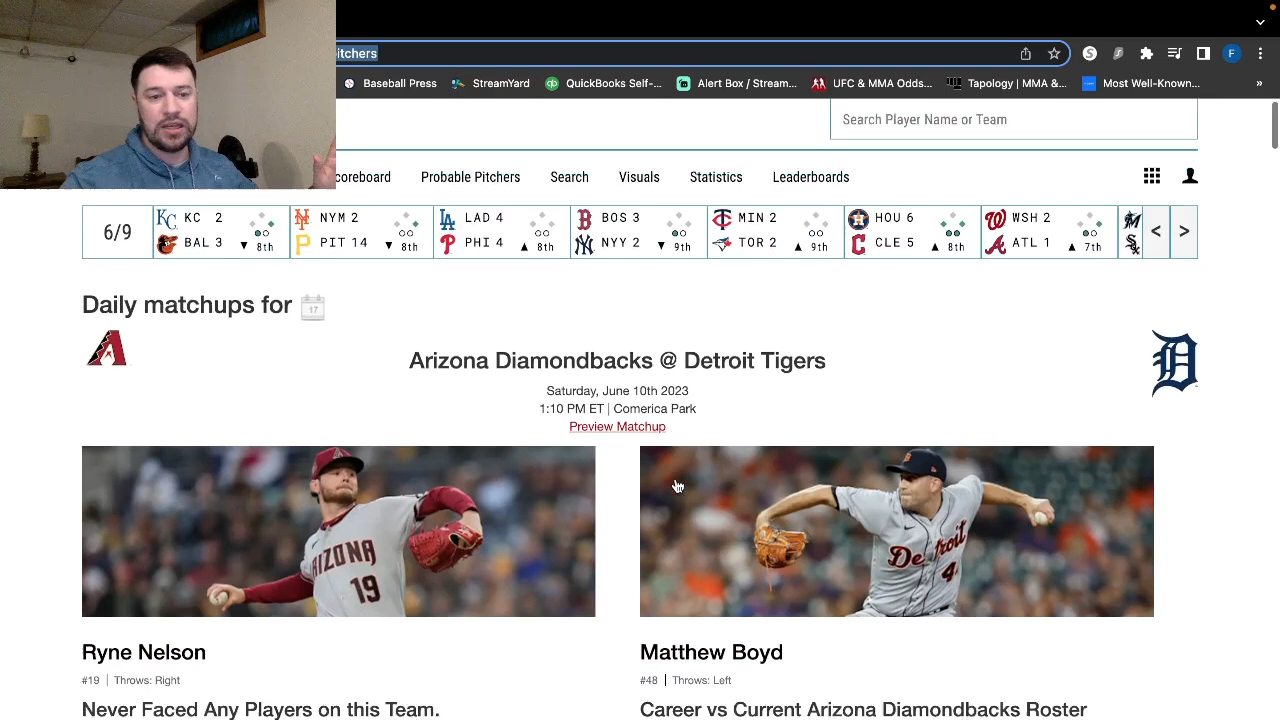 itchers
Baseball Press StreamYard QuickBooks Self-... Alert Box / Stream... UFC & MMA Odds... Tapology | MMA &... Most Well-Known... »
Search Player Name or Team
coreboard Probable Pitchers Search Visuals Statistics Leaderboards
6/9
KC 2
BAL 3 ▼ 8th
NYM 2
PIT 14 ▼ 8th
LAD 4
PHI 4 ▲ 8th
BOS 3
NYY 2 ▼ 9th
MIN 2
TOR 2 ▲ 9th
HOU 6
CLE 5 ▲ 8th
WSH 2
ATL 1 ▲ 7th
< >
Daily matchups for 17
Arizona Diamondbacks @ Detroit Tigers
Saturday, June 10th 2023
1:10 PM ET | Comerica Park
Preview Matchup
ARIZONA
19
Detroit
4
Ryne Nelson
#19 | Throws: Right
Never Faced Any Players on this Team.
Matthew Boyd
#48 | Throws: Left
Career vs Current Arizona Diamondbacks Roster